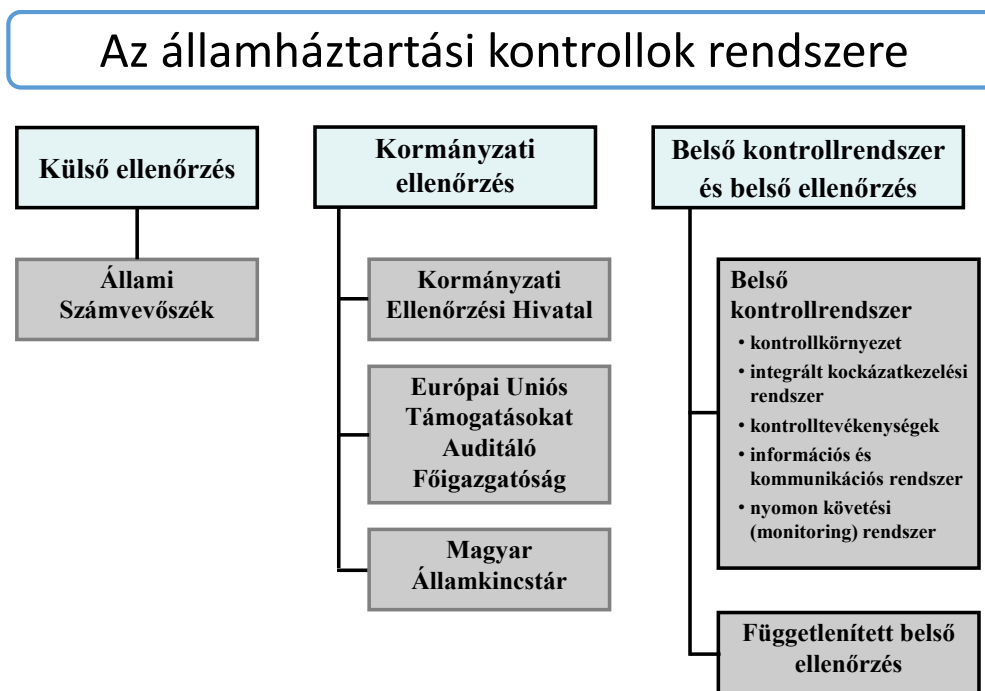 Az államháztartási kontrollok rendszere
Külső ellenőrzés
Állami
Számvevőszék
Kormányzati
ellenőrzés
Kormányzati
Ellenőrzési Hivatal
Európai Uniós
Támogatásokat
Auditáló
Főigazgatóság
Magyar
Államkincstár
Belső kontrollrendszer
és belső ellenőrzés
Belső
kontrollrendszer
• kontrollkörnyezet
• integrált kockázatkezelési
rendszer
• kontrolltevékenységek
• információs és
kommunikációs rendszer
• nyomon követési
(monitoring) rendszer
Függetlenített belső
ellenőrzés